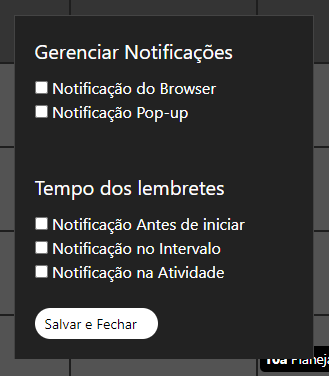 Gerenciar Notificações
Notificação do Browser
Notificação Pop-up
Tempo dos lembretes
Notificação Antes de iniciar
Notificação no Intervalo
Notificação na Atividade
Salvar e Fechar